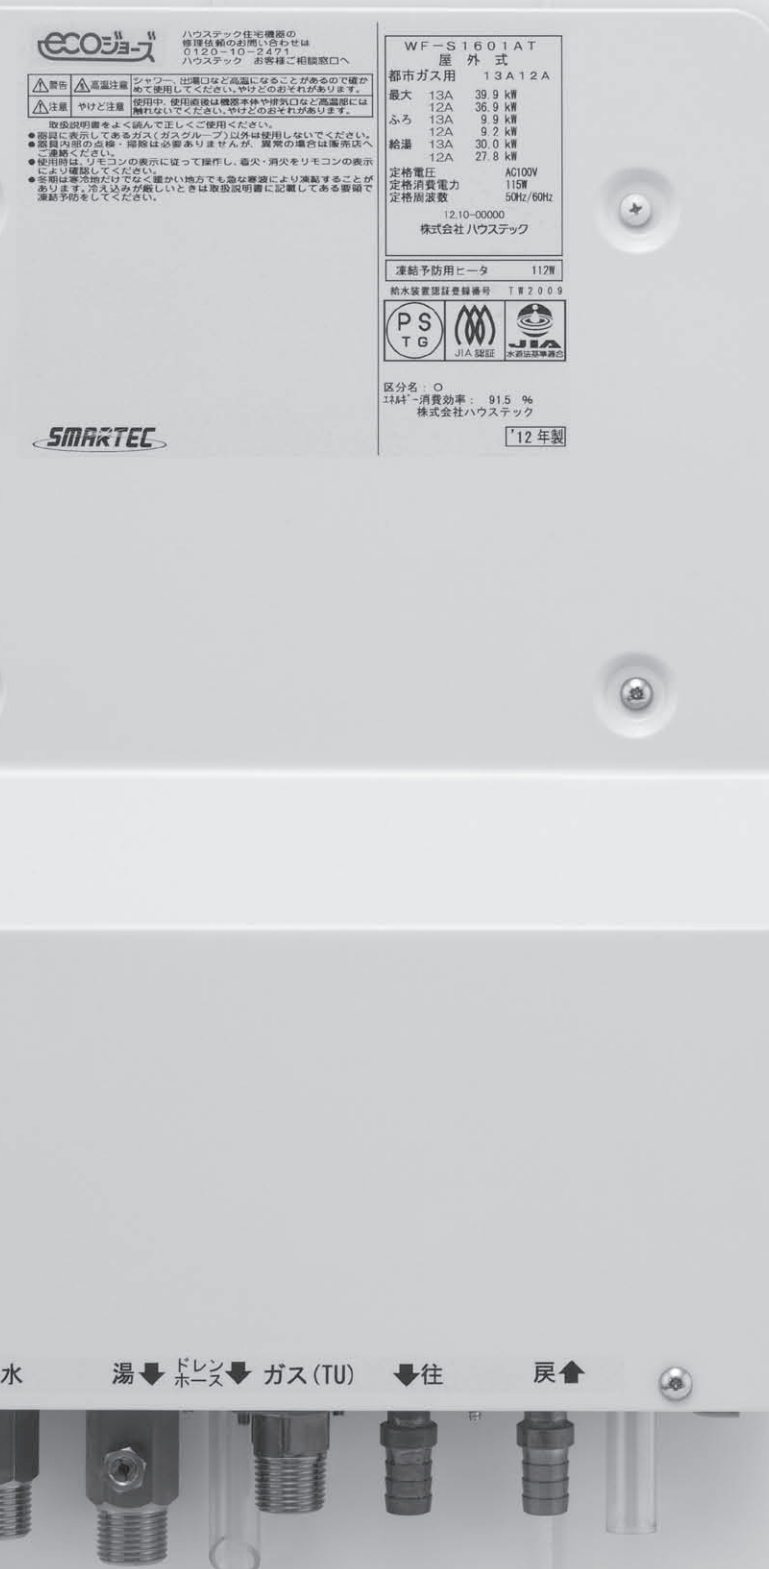 ecoジョーズ
ハウステック住宅機器の
修理依頼のお問い合わせは
0120-10-2471
ハウステック お客様ご相談窓口へ
警告 高温注意 シャワー、出湯口など高温になることがあるので確か
めて使用してください。やけどのおそれがあります。
注意 やけど注意 使用中、使用直後は機器本体や排気口など高温部には
触れないでください。やけどのおそれがあります。
取扱説明書をよく読んで正しくご使用ください。
●器具に表示してあるガス(ガスグループ)以外は使用しないでください。
●器具内部の点検・掃除は必要ありませんが、異常の場合は販売店へ
ご連絡ください。
●使用時は、リモコンの表示に従って操作し、着火・消火をリモコンの表示
により確認してください。
●冬期は寒冷地だけでなく暖かい地方でも急な寒波により凍結することが
あります。冷え込みが厳しいときは取扱説明書に記載してある要領で
凍結予防をしてください。
SMARTEC
WF-S1601AT
屋外式
都市ガス用 13A12A
最大 13A 39.9 kW
12A 36.9 kW
ふろ 13A 9.9 kW
12A 9.2 kW
給湯 13A 30.0 kW
12A 27.8 kW
定格電圧 AC100V
定格消費電力 115W
定格周波数 50Hz/60Hz
12.10-00000
株式会社ハウステック
凍結予防用ヒータ 112W
給水装置認証登録番号 TW2009
PS
TG
JIA 認証
JIA
水道法基準適合
区分名:O
エネルギー消費効率: 91.5 %
株式会社ハウステック
'12 年製
水
湯
ドレン
ホース
ガス(TU)
往
戻